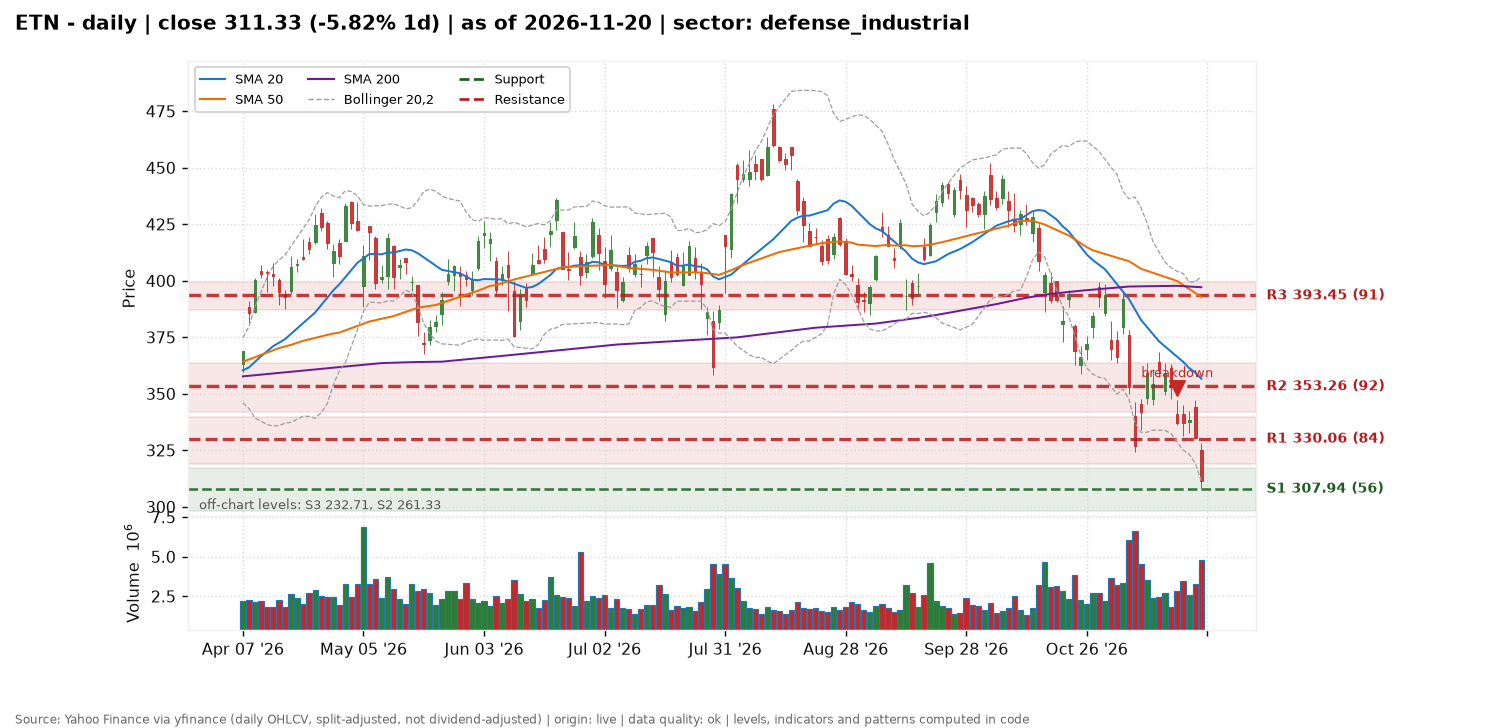 ETN - daily | close 311.33 (-5.82% 1d) | as of 2026-11-20 | sector: defense_industrial
SMA 20
SMA 50
SMA 200
Bollinger 20,2
Support
Resistance
Price
475
450
425
400
375
350
325
300
breakdown
R3 393.45 (91)
R2 353.26 (92)
R1 330.06 (84)
S1 307.94 (56)
off-chart levels: S3 232.71, S2 261.33
Volume 10⁶
7.5
5.0
2.5
Apr 07 '26
May 05 '26
Jun 03 '26
Jul 02 '26
Jul 31 '26
Aug 28 '26
Sep 28 '26
Oct 26 '26
Source: Yahoo Finance via yfinance (daily OHLCV, split-adjusted, not dividend-adjusted) | origin: live | data quality: ok | levels, indicators and patterns computed in code